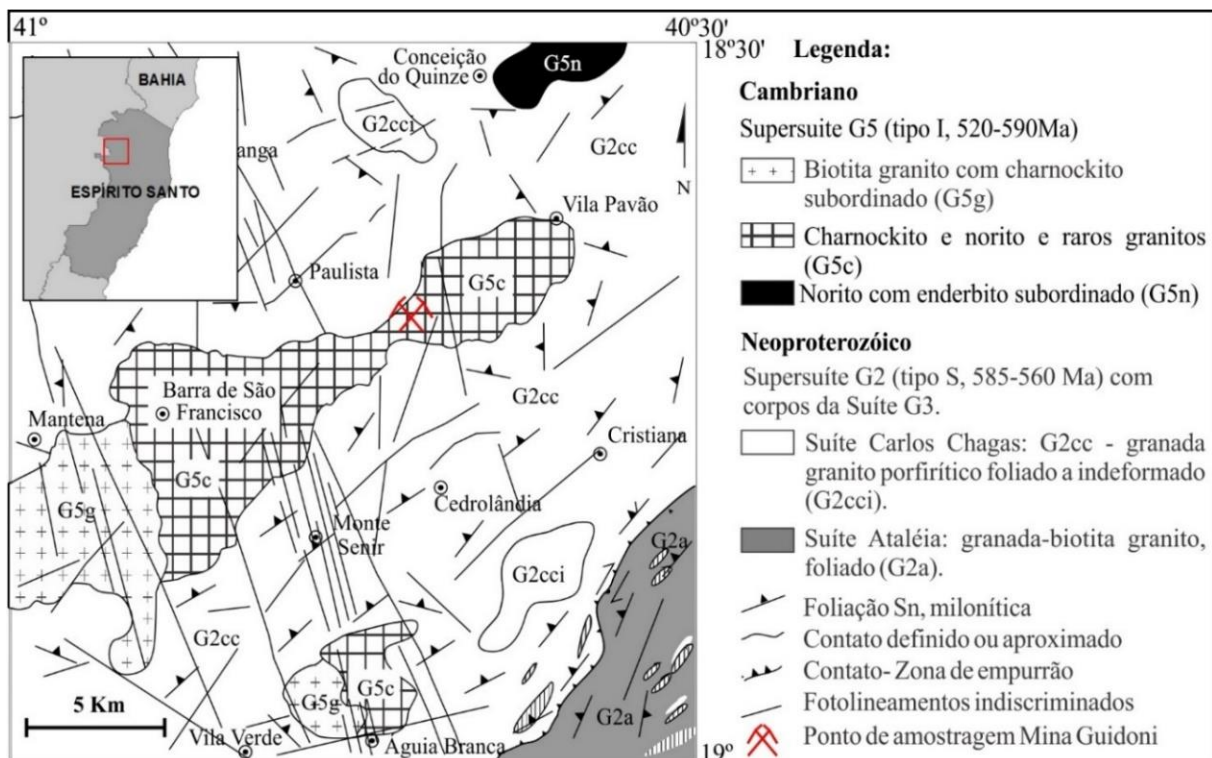 41º
40º30'
18º30'
BAHIA
ESPÍRITO SANTO
anga
Conceição
do Quinze
G5n
G2cci
G2cc
N
Vila Pavão
Paulista
G5c
G2cc
Barra de São
Francisco
Mantena
Cristiana
G5c
G5g
Cedrolândia
Monte
Senir
G2a
G2cci
G2cc
G5c
G5g
G2a
5 Km
Vila Verde
Águia Branca
19º
Legenda:
Cambriano
Supersuite G5 (tipo I, 520-590Ma)
Biotita granito com charnockito
subordinado (G5g)
Charnockito e norito e raros granitos
(G5c)
Norito com enderbito subordinado (G5n)
Neoproterozóico
Supersuíte G2 (tipo S, 585-560 Ma) com
corpos da Suíte G3.
Suíte Carlos Chagas: G2cc - granada
granito porfirítico foliado a indeformado
(G2cci).
Suíte Ataléia: granada-biotita granito,
foliado (G2a).
Foliação Sn, milonítica
Contato definido ou aproximado
Contato- Zona de empurrão
Fotolineamentos indiscriminados
Ponto de amostragem Mina Guidoni